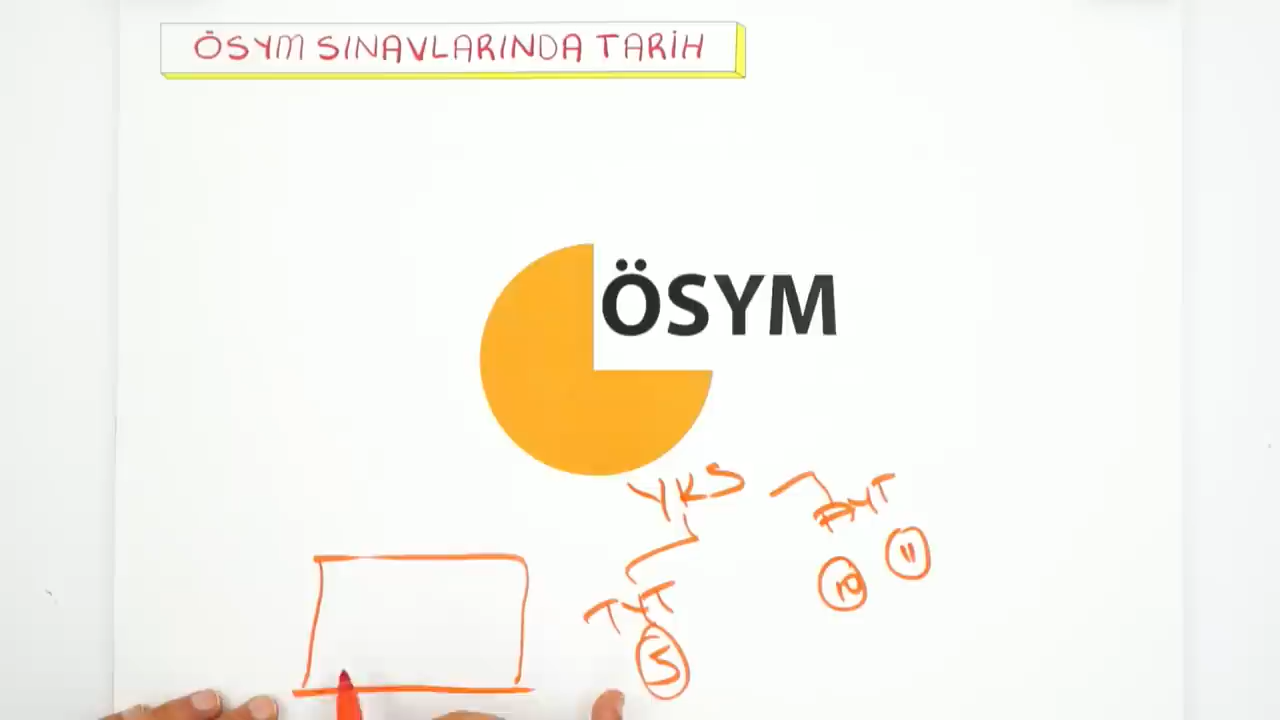 ÖSYM SINAVLARINDA TARİH
ÖSYM
YKS
AYT
10
11
TYT
5